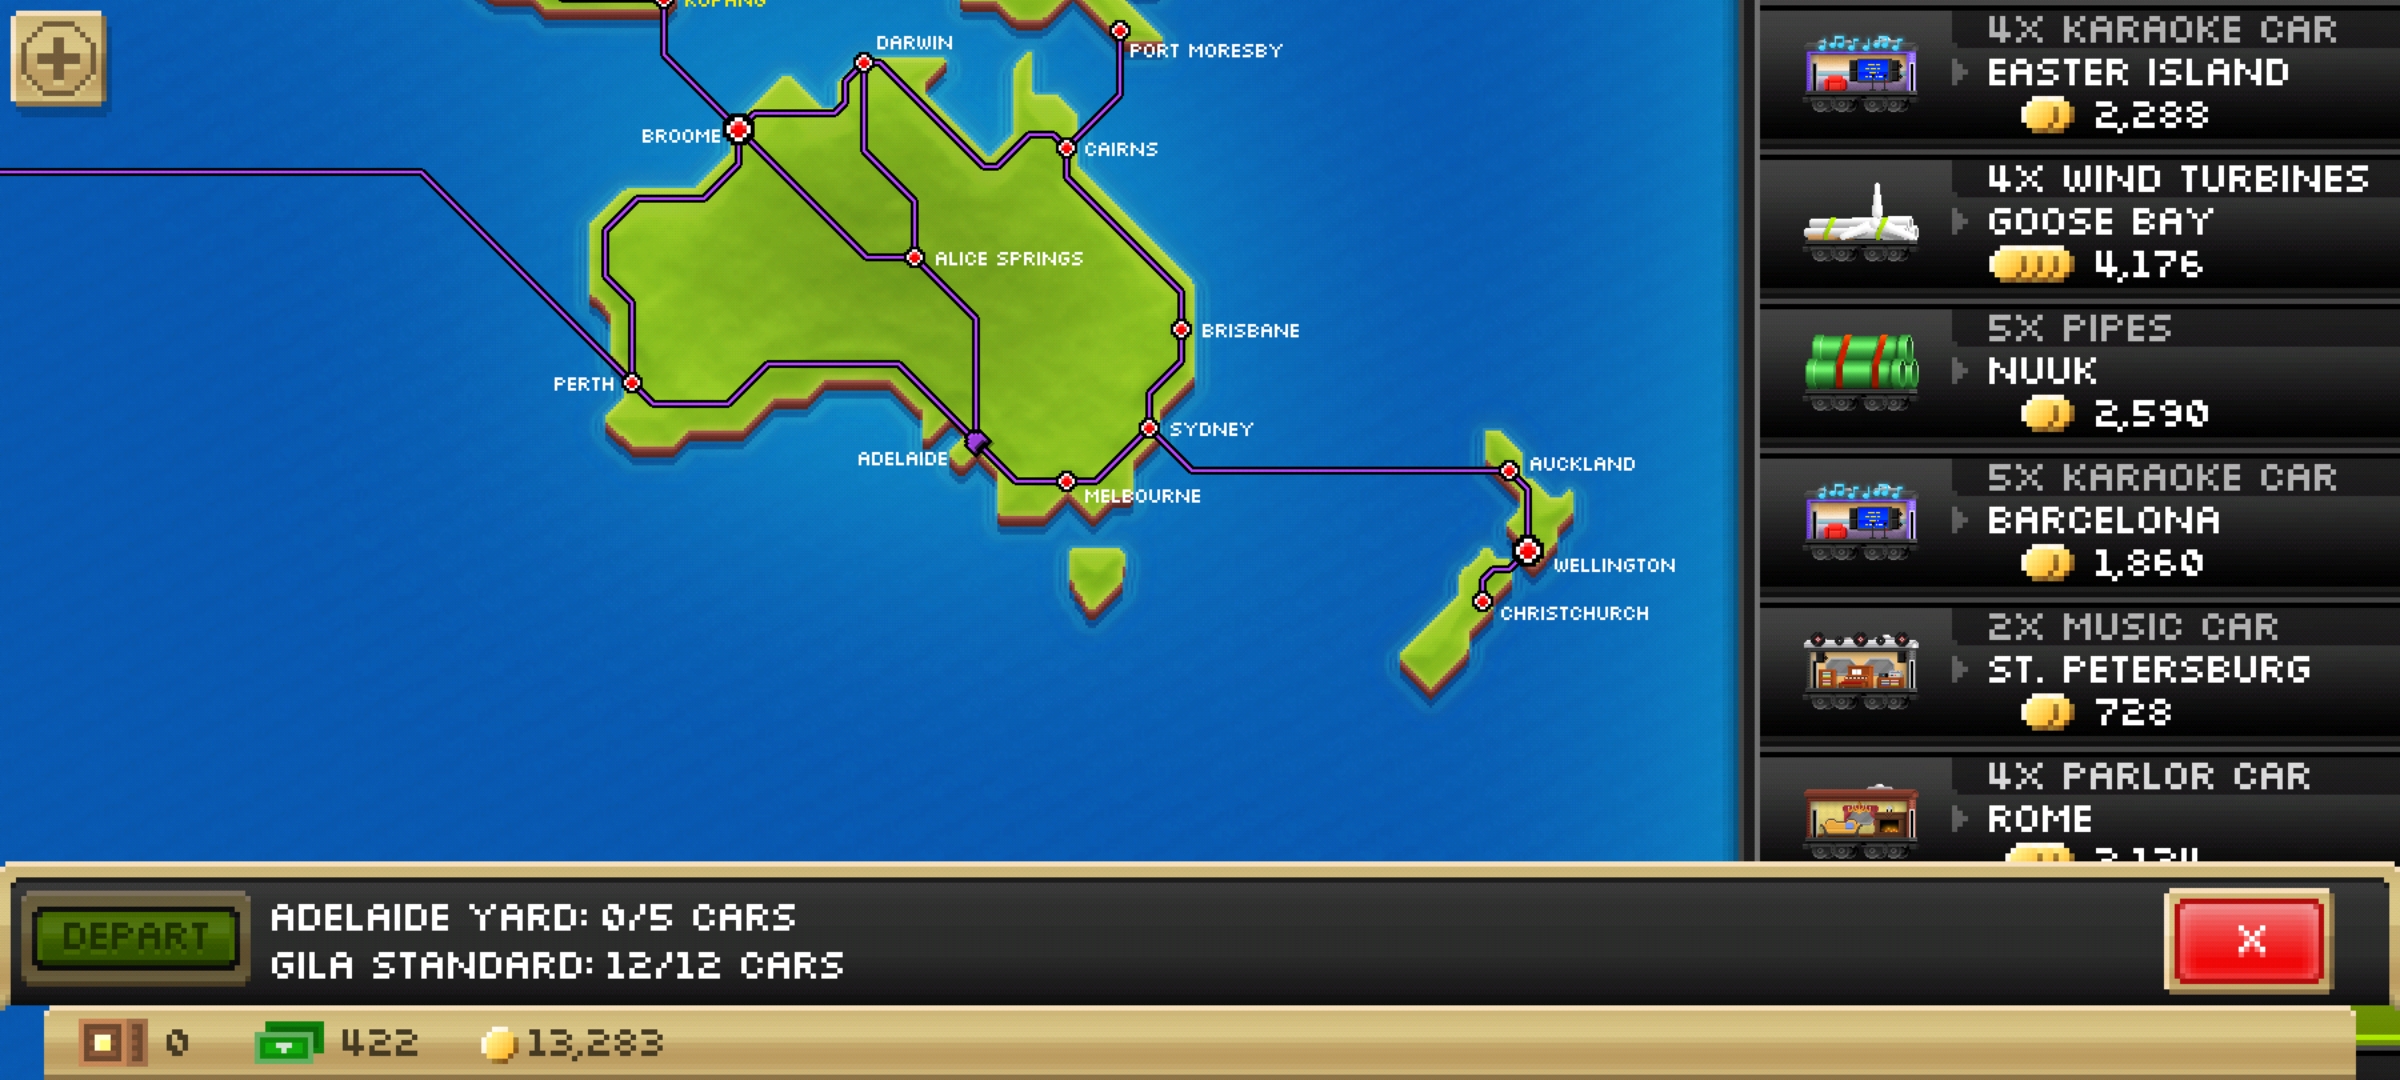 KUPANG
DARWIN
PORT MORESBY
BROOME
CAIRNS
ALICE SPRINGS
BRISBANE
PERTH
SYDNEY
ADELAIDE
AUCKLAND
MELBOURNE
WELLINGTON
CHRISTCHURCH
4X KARAOKE CAR
EASTER ISLAND
2,288
4X WIND TURBINES
GOOSE BAY
4,176
5X PIPES
NUUK
2,590
5X KARAOKE CAR
BARCELONA
1,860
2X MUSIC CAR
ST. PETERSBURG
728
4X PARLOR CAR
ROME
DEPART
ADELAIDE YARD: 0/5 CARS
GILA STANDARD: 12/12 CARS
X
0
422
13,283